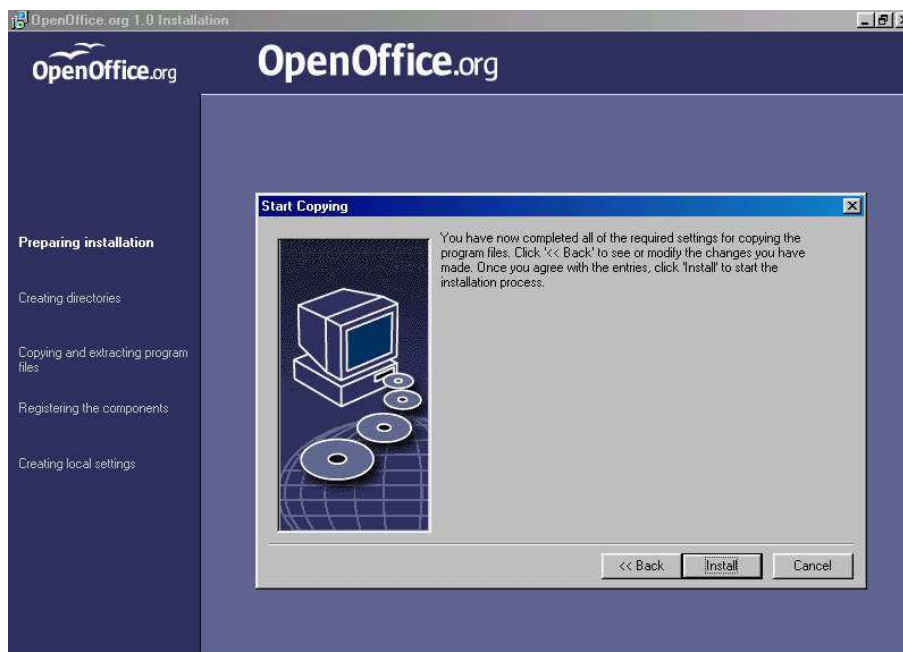 OpenOffice.org 1.0 Installation
OpenOffice.org
OpenOffice.org
Preparing installation
Creating directories
Copying and extracting program
files
Registering the components
Creating local settings
Start Copying
You have now completed all of the required settings for copying the
program files. Click '<< Back' to see or modify the changes you have
made. Once you agree with the entries, click 'Install' to start the
installation process.
<< Back
Install
Cancel